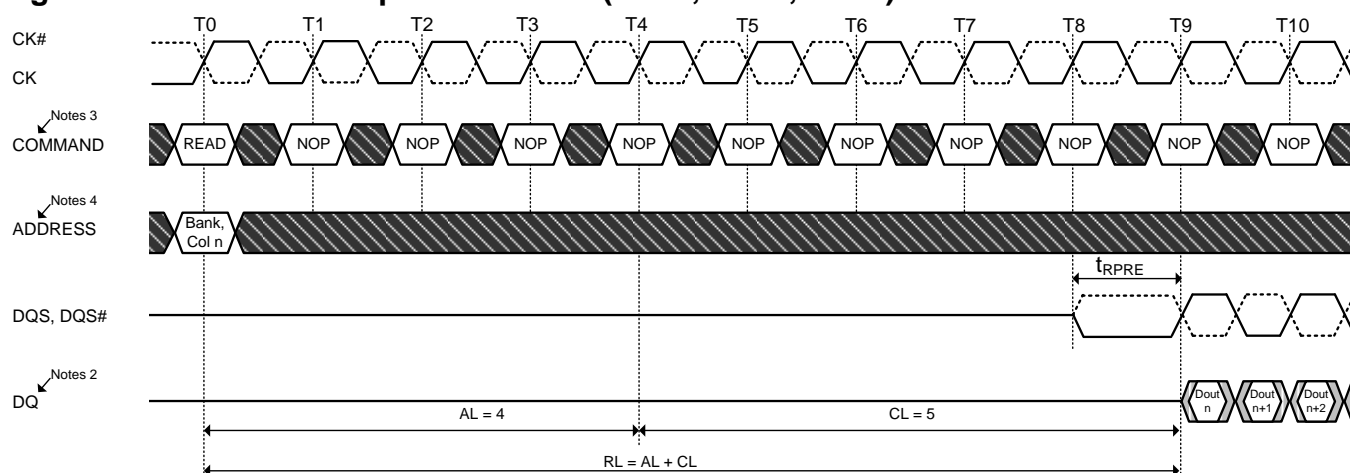 T0 T1 T2 T3 T4 T5 T6 T7 T8 T9 T10
CK#
CK
Notes 3
COMMAND
READ NOP NOP NOP NOP NOP NOP NOP NOP NOP NOP
Notes 4
ADDRESS
Bank,
Col n
tRPRE
DQS, DQS#
Notes 2
DQ
Dout
n
Dout
n+1
Dout
n+2
AL = 4
CL = 5
RL = AL + CL